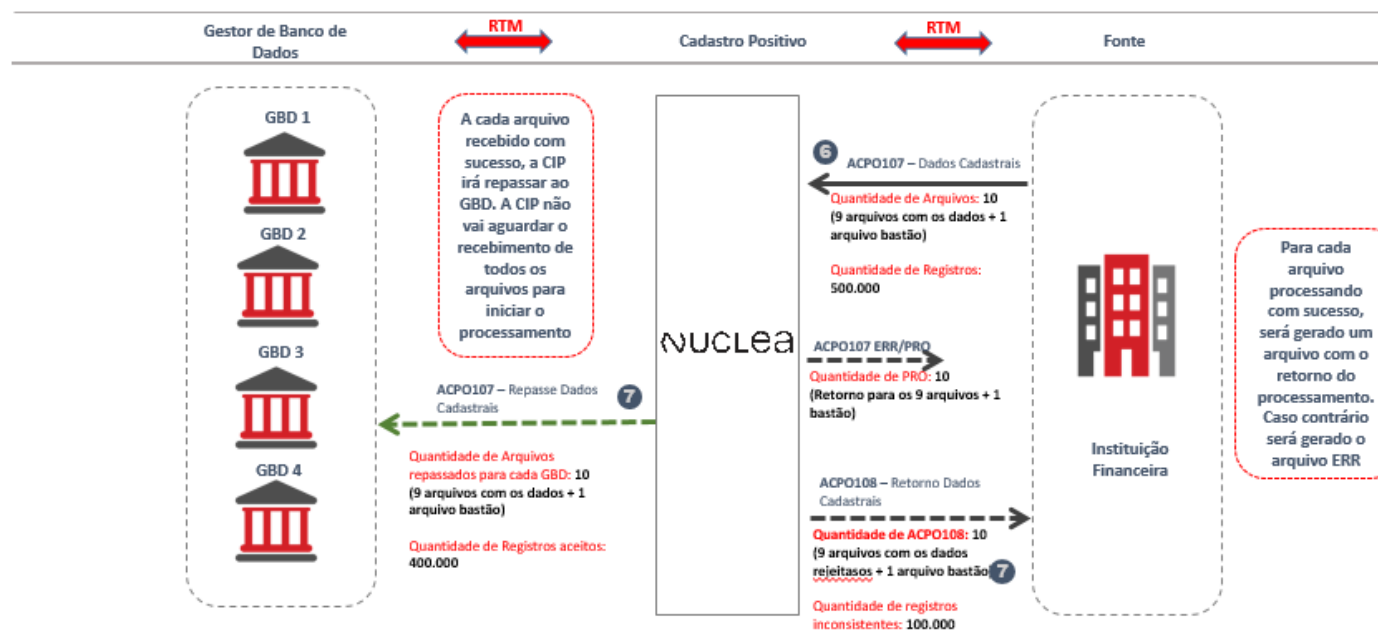 Gestor de Banco de
Dados
RTM
Cadastro Positivo
RTM
Fonte
GBD 1
GBD 2
GBD 3
GBD 4
A cada arquivo
recebido com
sucesso, a CIP
irá repassar ao
GBD. A CIP não
vai aguardar o
recebimento de
todos os
arquivos para
iniciar o
processamento
ACPO107 – Repasse Dados
Cadastrais
7
Quantidade de Arquivos
repassados para cada GBD: 10
(9 arquivos com os dados + 1
arquivo bastão)
Quantidade de Registros aceitos:
400.000
NUCLEA
6
ACPO107 – Dados Cadastrais
Quantidade de Arquivos: 10
(9 arquivos com os dados + 1
arquivo bastão)
Quantidade de Registros:
500.000
ACPO107 ERR/PRO
Quantidade de PRO: 10
(Retorno para os 9 arquivos + 1
bastão)
ACPO108 – Retorno Dados
Cadastrais
Quantidade de ACPO108: 10
(9 arquivos com os dados
rejeitasos + 1 arquivo bastão)
7
Quantidade de registros
inconsistentes: 100.000
Instituição
Financeira
Para cada
arquivo
processando
com sucesso,
será gerado um
arquivo com o
retorno do
processamento.
Caso contrário
será gerado o
arquivo ERR